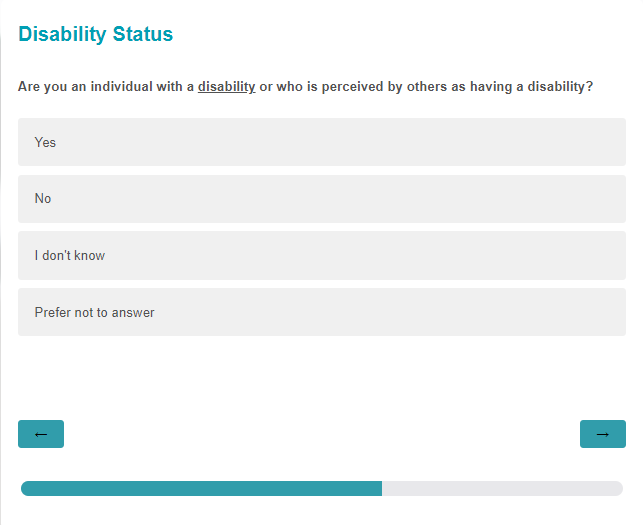 Disability Status
Are you an individual with a disability or who is perceived by others as having a disability?
Yes
No
I don't know
Prefer not to answer
← →